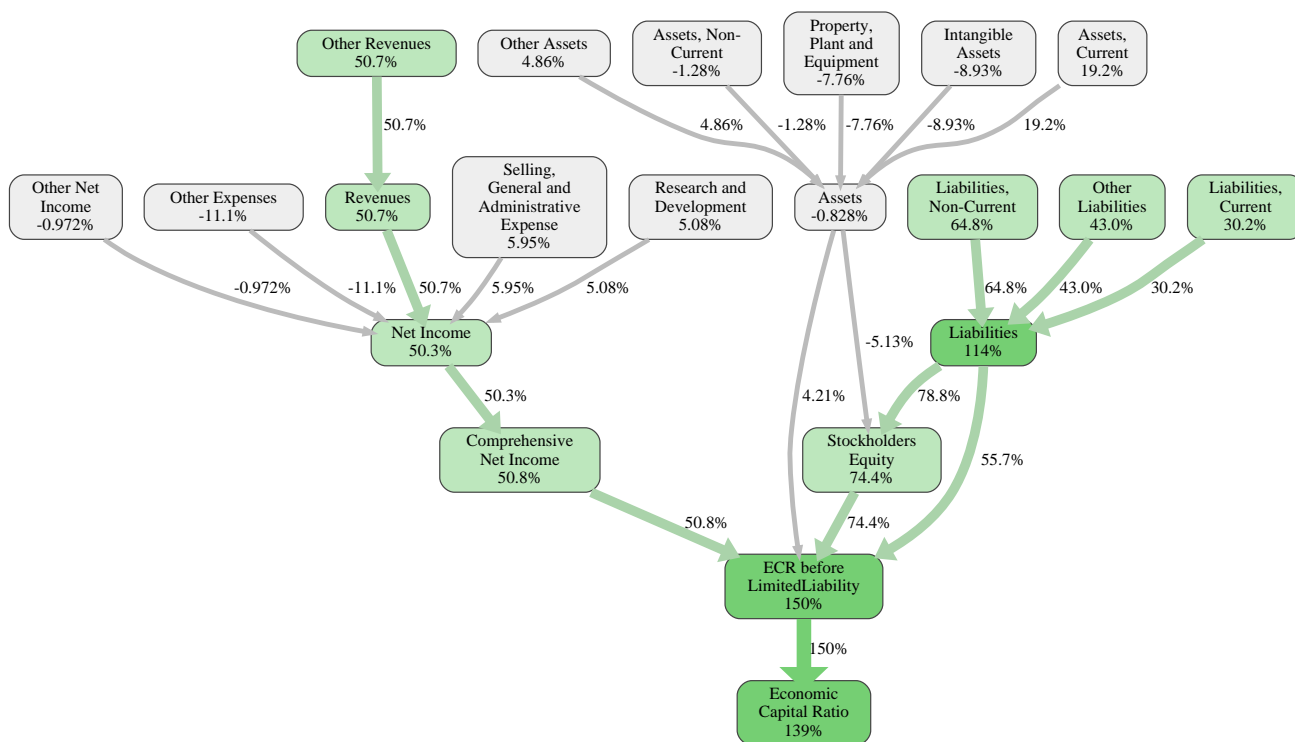 Other Revenues
50.7%
Other Assets
4.86%
Assets, Non-
Current
-1.28%
Property,
Plant and
Equipment
-7.76%
Intangible
Assets
-8.93%
Assets,
Current
19.2%
50.7%
4.86%
-1.28%
-7.76%
-8.93%
19.2%
Other Net
Income
-0.972%
Other Expenses
-11.1%
Revenues
50.7%
Selling,
General and
Administrative
Expense
5.95%
Research and
Development
5.08%
Assets
-0.828%
Liabilities,
Non-Current
64.8%
Other
Liabilities
43.0%
Liabilities,
Current
30.2%
-0.972%
-11.1%
50.7%
5.95%
5.08%
64.8%
43.0%
30.2%
Net Income
50.3%
-5.13%
Liabilities
114%
50.3%
4.21%
78.8%
55.7%
Comprehensive
Net Income
50.8%
Stockholders
Equity
74.4%
50.8%
74.4%
ECR before
LimitedLiability
150%
150%
Economic
Capital Ratio
139%